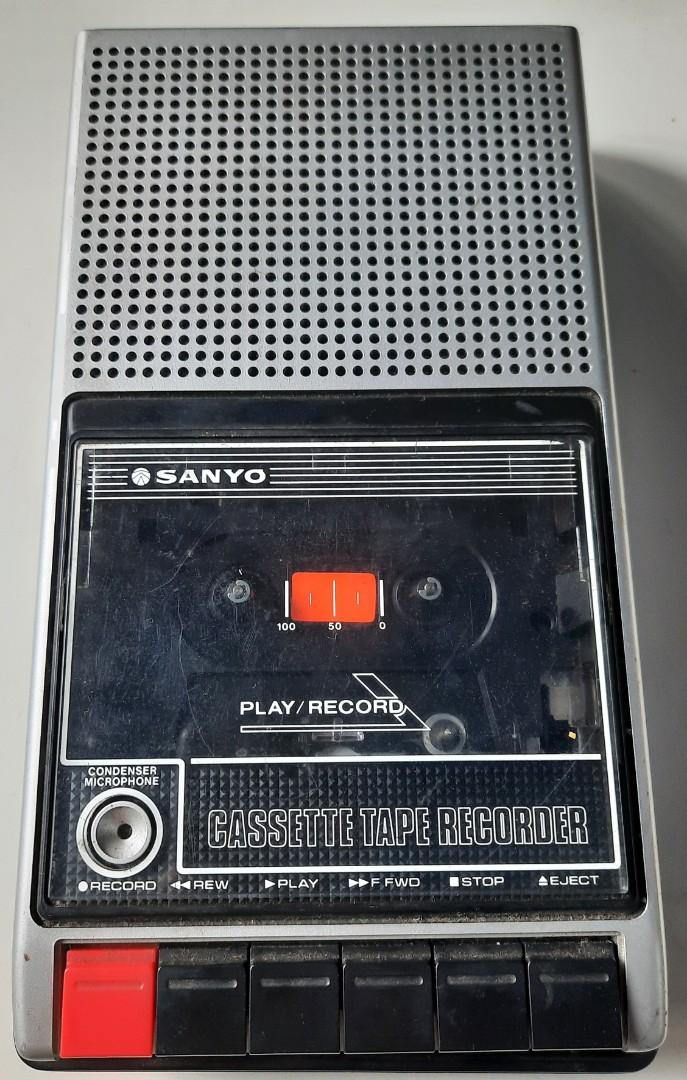 SANYO
100 50 0
PLAY/RECORD
CONDENSER
MICROPHONE
CASSETTE TAPE RECORDER
●RECORD ◀◀REW ▶PLAY ▶▶F FWD ■STOP ⏏EJECT